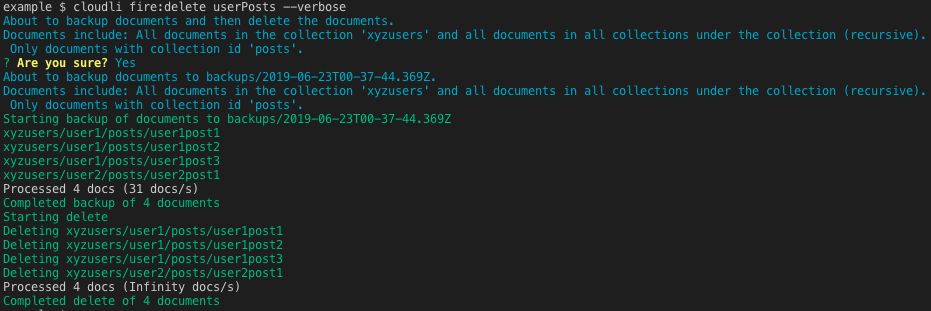 example $ cloudli fire:delete userPosts --verbose
About to backup documents and then delete the documents.
Documents include: All documents in the collection 'xyzusers' and all documents in all collections under the collection (recursive).
Only documents with collection id 'posts'.
? Are you sure? Yes
About to backup documents to backups/2019-06-23T00-37-44.369Z.
Documents include: All documents in the collection 'xyzusers' and all documents in all collections under the collection (recursive).
Only documents with collection id 'posts'.
Starting backup of documents to backups/2019-06-23T00-37-44.369Z
xyzusers/user1/posts/user1post1
xyzusers/user1/posts/user1post2
xyzusers/user1/posts/user1post3
xyzusers/user2/posts/user2post1
Processed 4 docs (31 docs/s)
Completed backup of 4 documents
Starting delete
Deleting xyzusers/user1/posts/user1post1
Deleting xyzusers/user1/posts/user1post2
Deleting xyzusers/user1/posts/user1post3
Deleting xyzusers/user2/posts/user2post1
Processed 4 docs (Infinity docs/s)
Completed delete of 4 documents